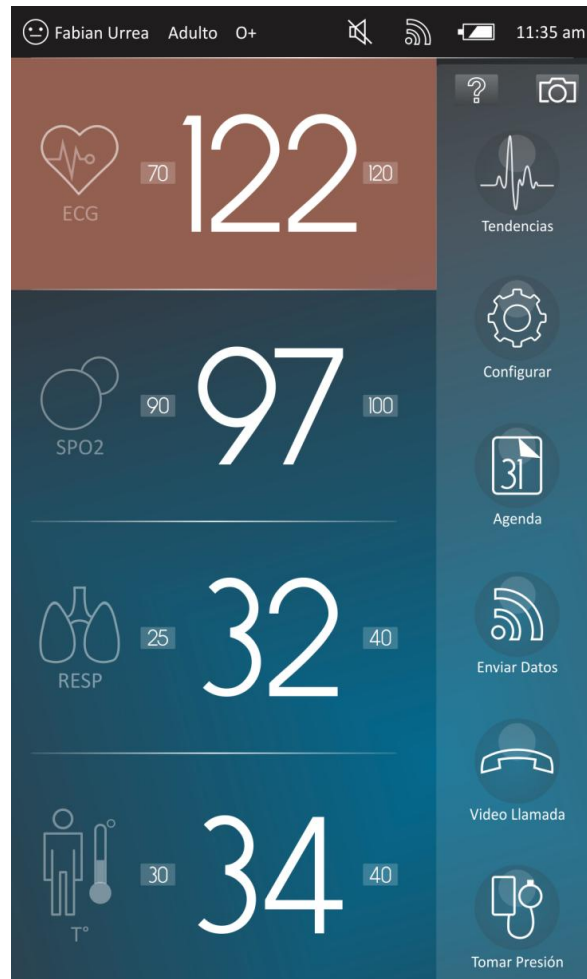 Fabian Urrea Adulto O+ 11:35 am
?
70 122 120
ECG
Tendencias
Configurar
90 97 100
SPO2
31
Agenda
25 32 40
RESP
Enviar Datos
Video Llamada
30 34 40
T°
Tomar Presión